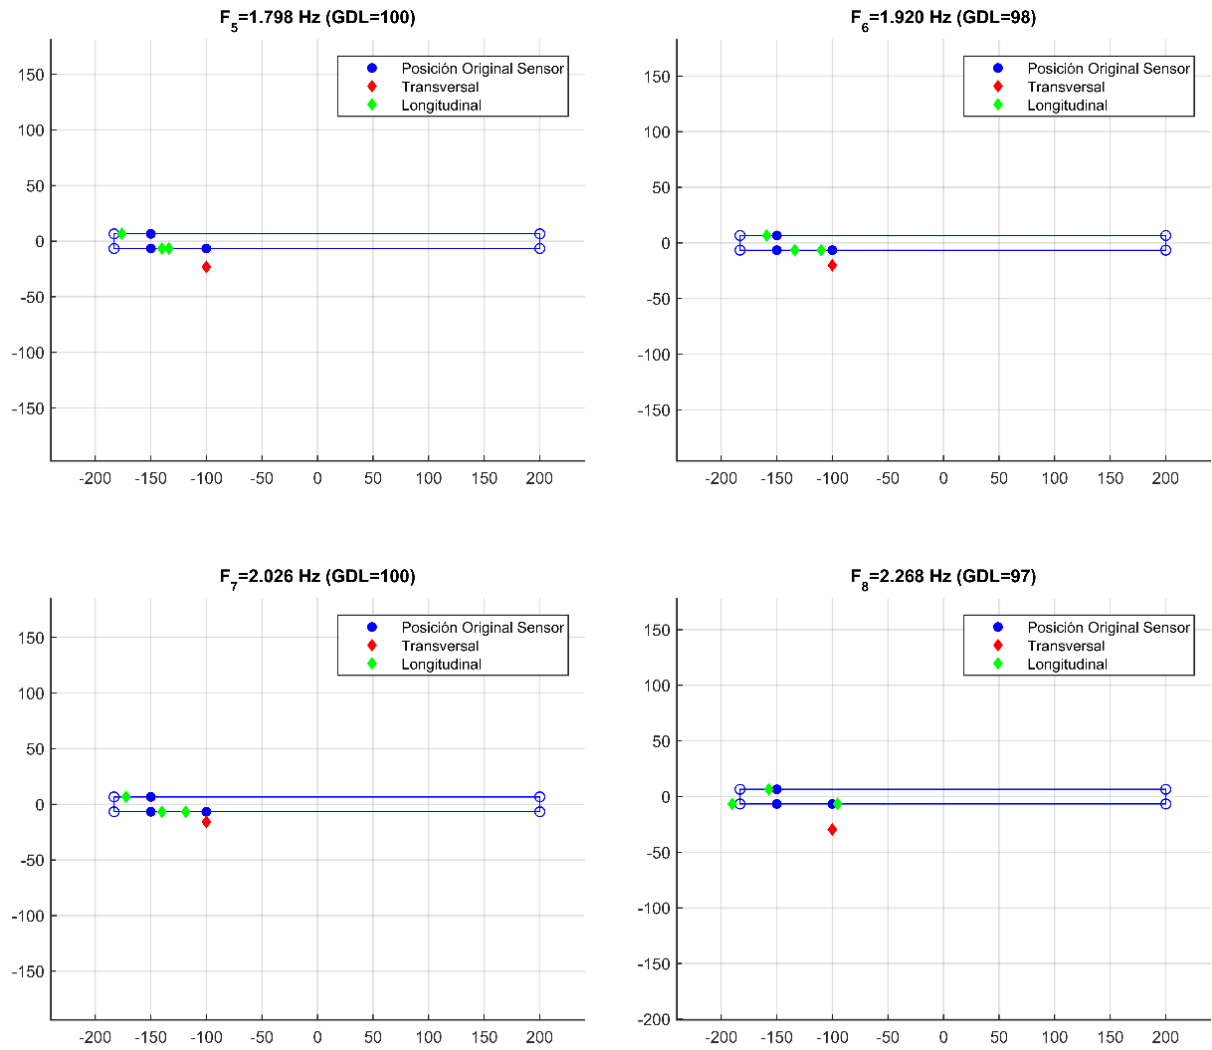 F5=1.798 Hz (GDL=100)
Posición Original Sensor
Transversal
Longitudinal
150
100
50
0
-50
-100
-150
-200 -150 -100 -50 0 50 100 150 200
F6=1.920 Hz (GDL=98)
Posición Original Sensor
Transversal
Longitudinal
150
100
50
0
-50
-100
-150
-200 -150 -100 -50 0 50 100 150 200
F7=2.026 Hz (GDL=100)
Posición Original Sensor
Transversal
Longitudinal
150
100
50
0
-50
-100
-150
-200 -150 -100 -50 0 50 100 150 200
F8=2.268 Hz (GDL=97)
Posición Original Sensor
Transversal
Longitudinal
150
100
50
0
-50
-100
-150
-200
-200 -150 -100 -50 0 50 100 150 200